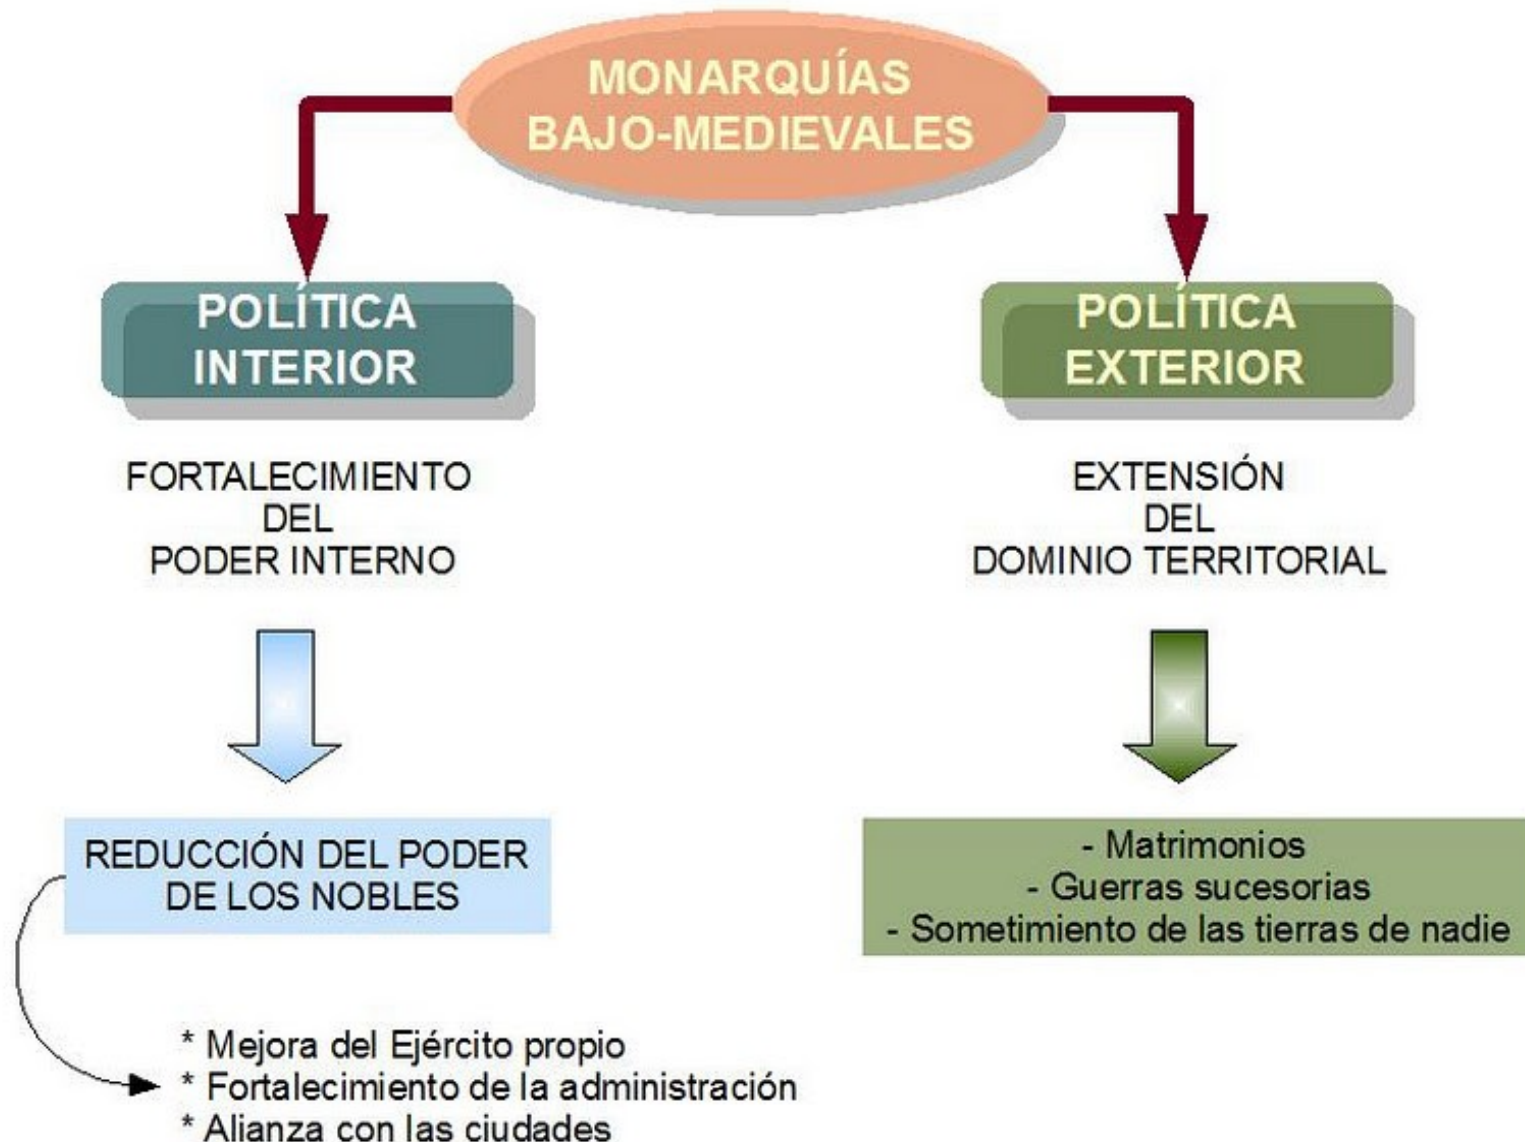 MONARQUÍAS
BAJO-MEDIEVALES
POLÍTICA
INTERIOR
FORTALECIMIENTO
DEL
PODER INTERNO
REDUCCIÓN DEL PODER
DE LOS NOBLES
* Mejora del Ejército propio
* Fortalecimiento de la administración
* Alianza con las ciudades
POLÍTICA
EXTERIOR
EXTENSIÓN
DEL
DOMINIO TERRITORIAL
- Matrimonios
- Guerras sucesorias
- Sometimiento de las tierras de nadie